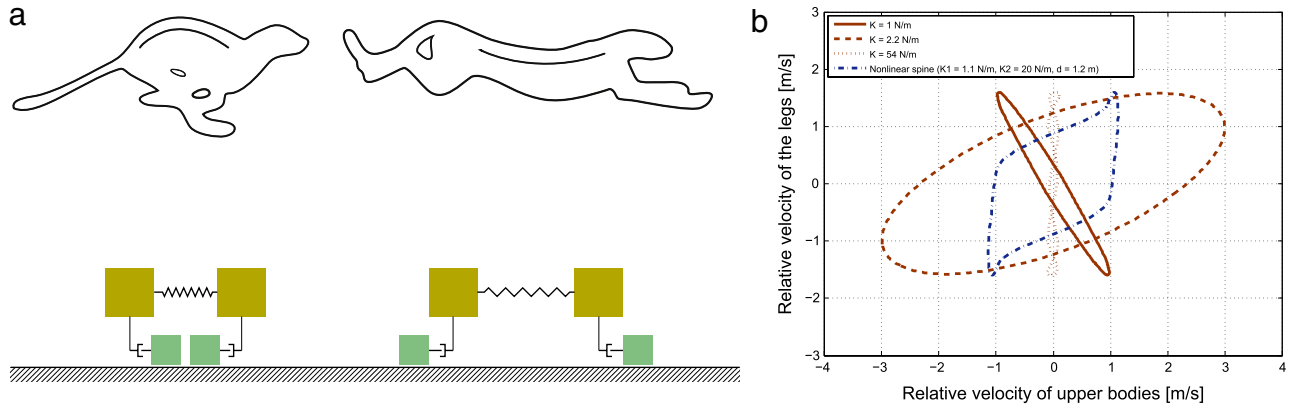 a
b
K = 1 N/m
K = 2.2 N/m
K = 54 N/m
Nonlinear spine (K1 = 1.1 N/m, K2 = 20 N/m, d = 1.2 m)
Relative velocity of the legs [m/s]
3
2
1
0
−1
−2
−3
−4 −3 −2 −1 0 1 2 3 4
Relative velocity of upper bodies [m/s]